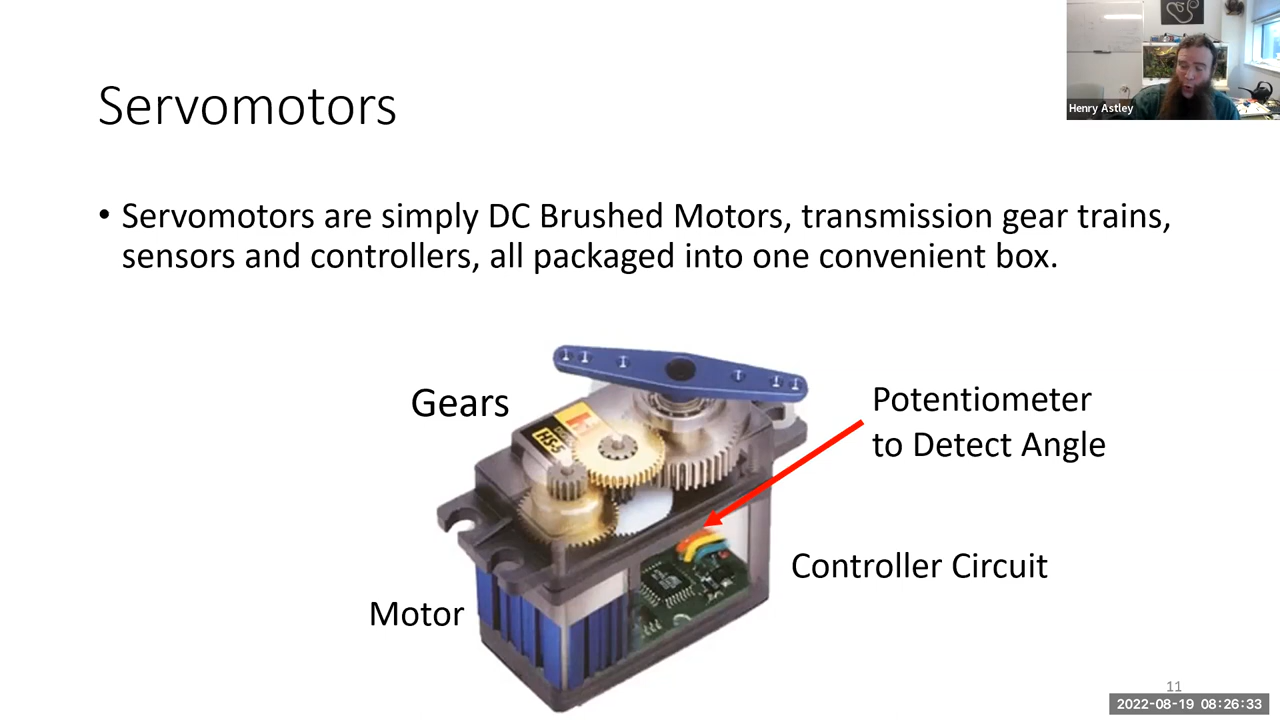 Servomotors
Henry Astley
• Servomotors are simply DC Brushed Motors, transmission gear trains,
sensors and controllers, all packaged into one convenient box.
Gears
Potentiometer
to Detect Angle
Controller Circuit
Motor
11
2022-08-19 08:26:33